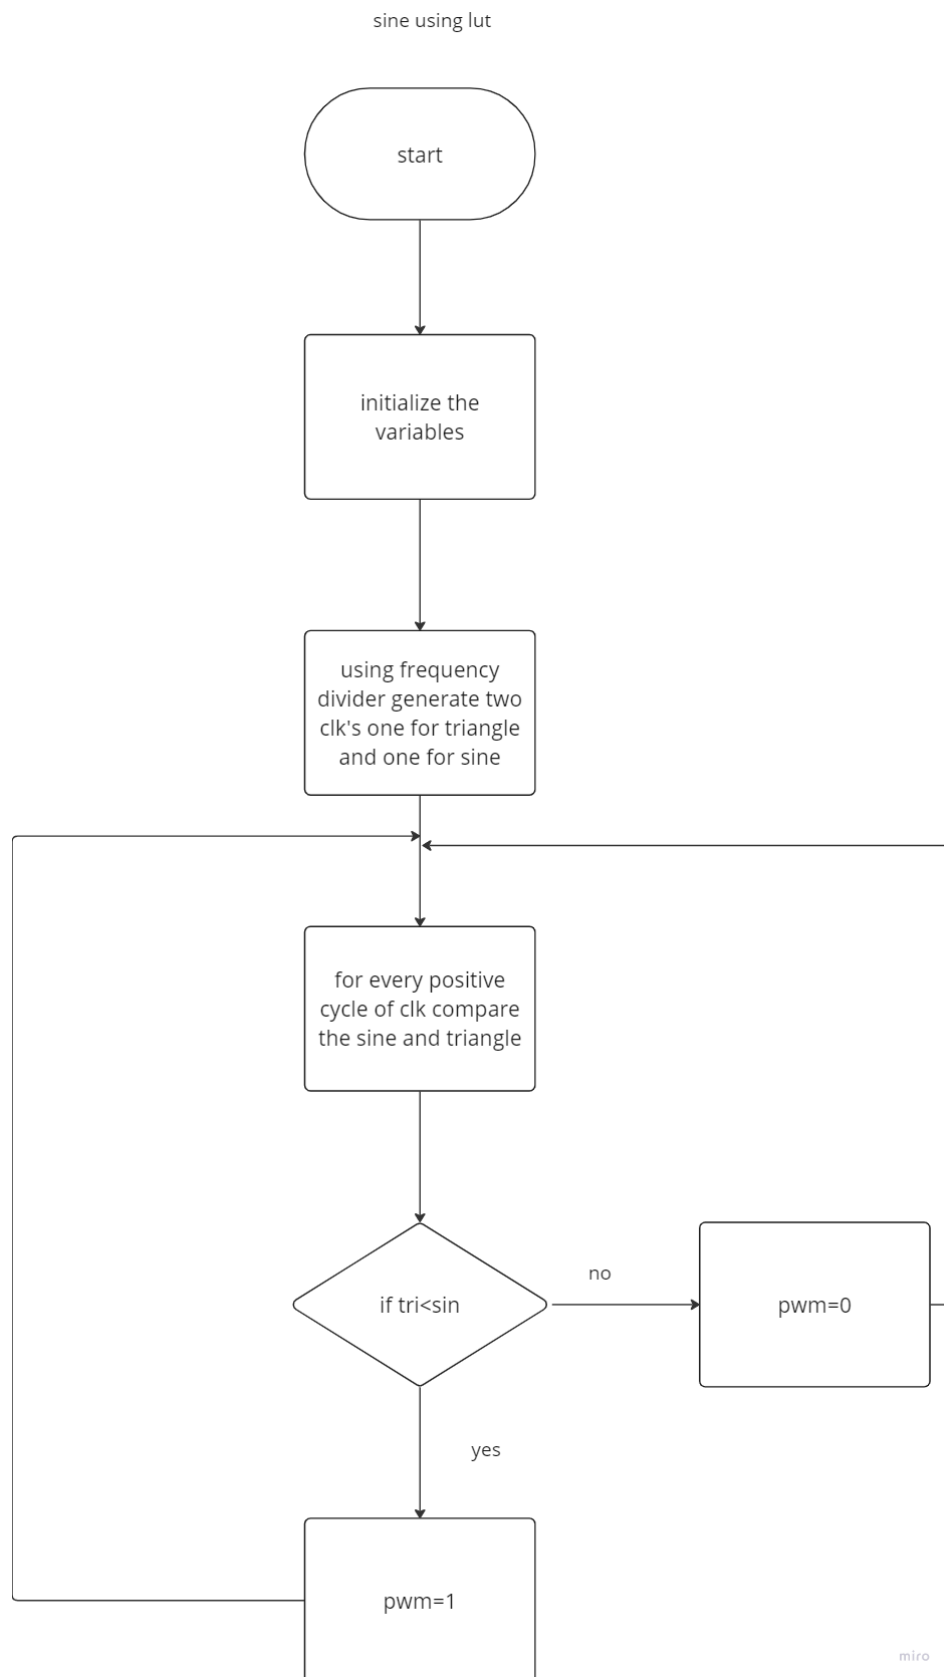 sine using lut
start
initialize the
variables
using frequency
divider generate two
clk's one for triangle
and one for sine
for every positive
cycle of clk compare
the sine and triangle
if tri<sin
no
pwm=0
yes
pwm=1
miro